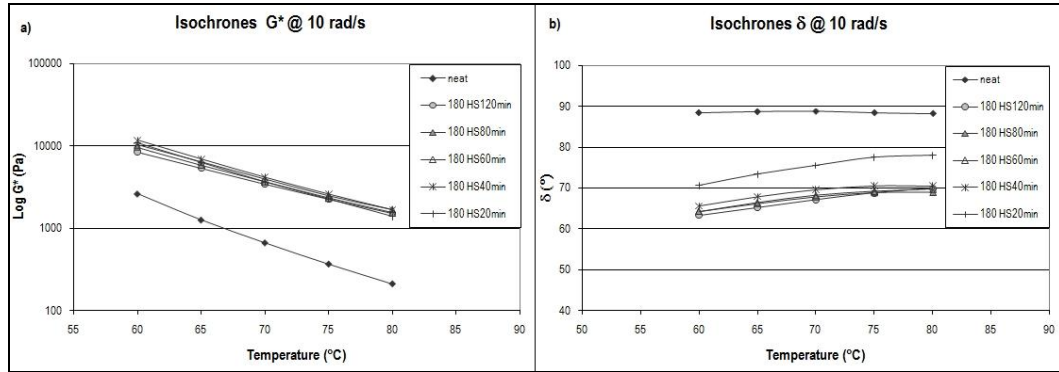 a)
Isochrones G* @ 10 rad/s
Log G* (Pa)
100000
10000
1000
100
55 60 65 70 75 80 85 90
Temperature (°C)
neat
180 HS120min
180 HS80min
180 HS60min
180 HS40min
180 HS20min
b)
Isochrones δ @ 10 rad/s
δ (°)
100
90
80
70
60
50
40
50 55 60 65 70 75 80 85 90
Temperature (°C)
neat
180 HS120min
180 HS80min
180 HS60min
180 HS40min
180 HS20min